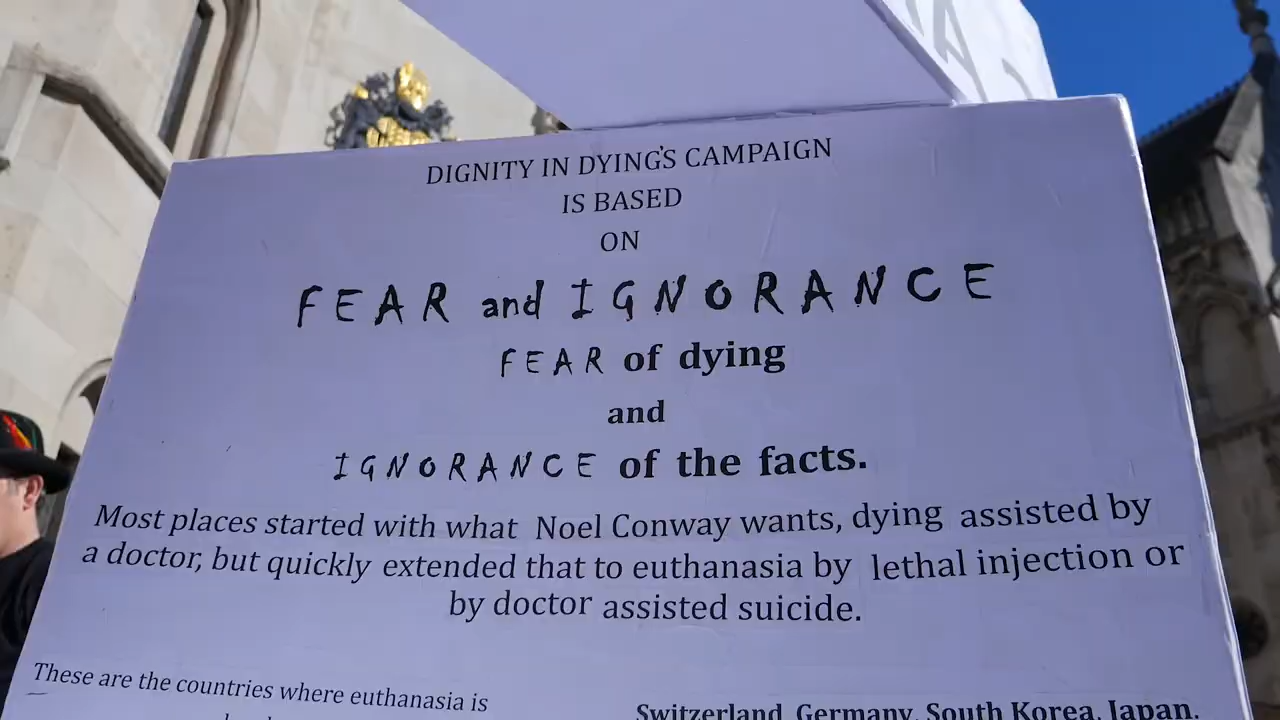 DIGNITY IN DYING'S CAMPAIGN
IS BASED
ON
FEAR and IGNORANCE
FEAR of dying
and
IGNORANCE of the facts.
Most places started with what Noel Conway wants, dying assisted by
a doctor, but quickly extended that to euthanasia by lethal injection or
by doctor assisted suicide.
These are the countries where euthanasia is
Switzerland, Germany, South Korea, Japan.